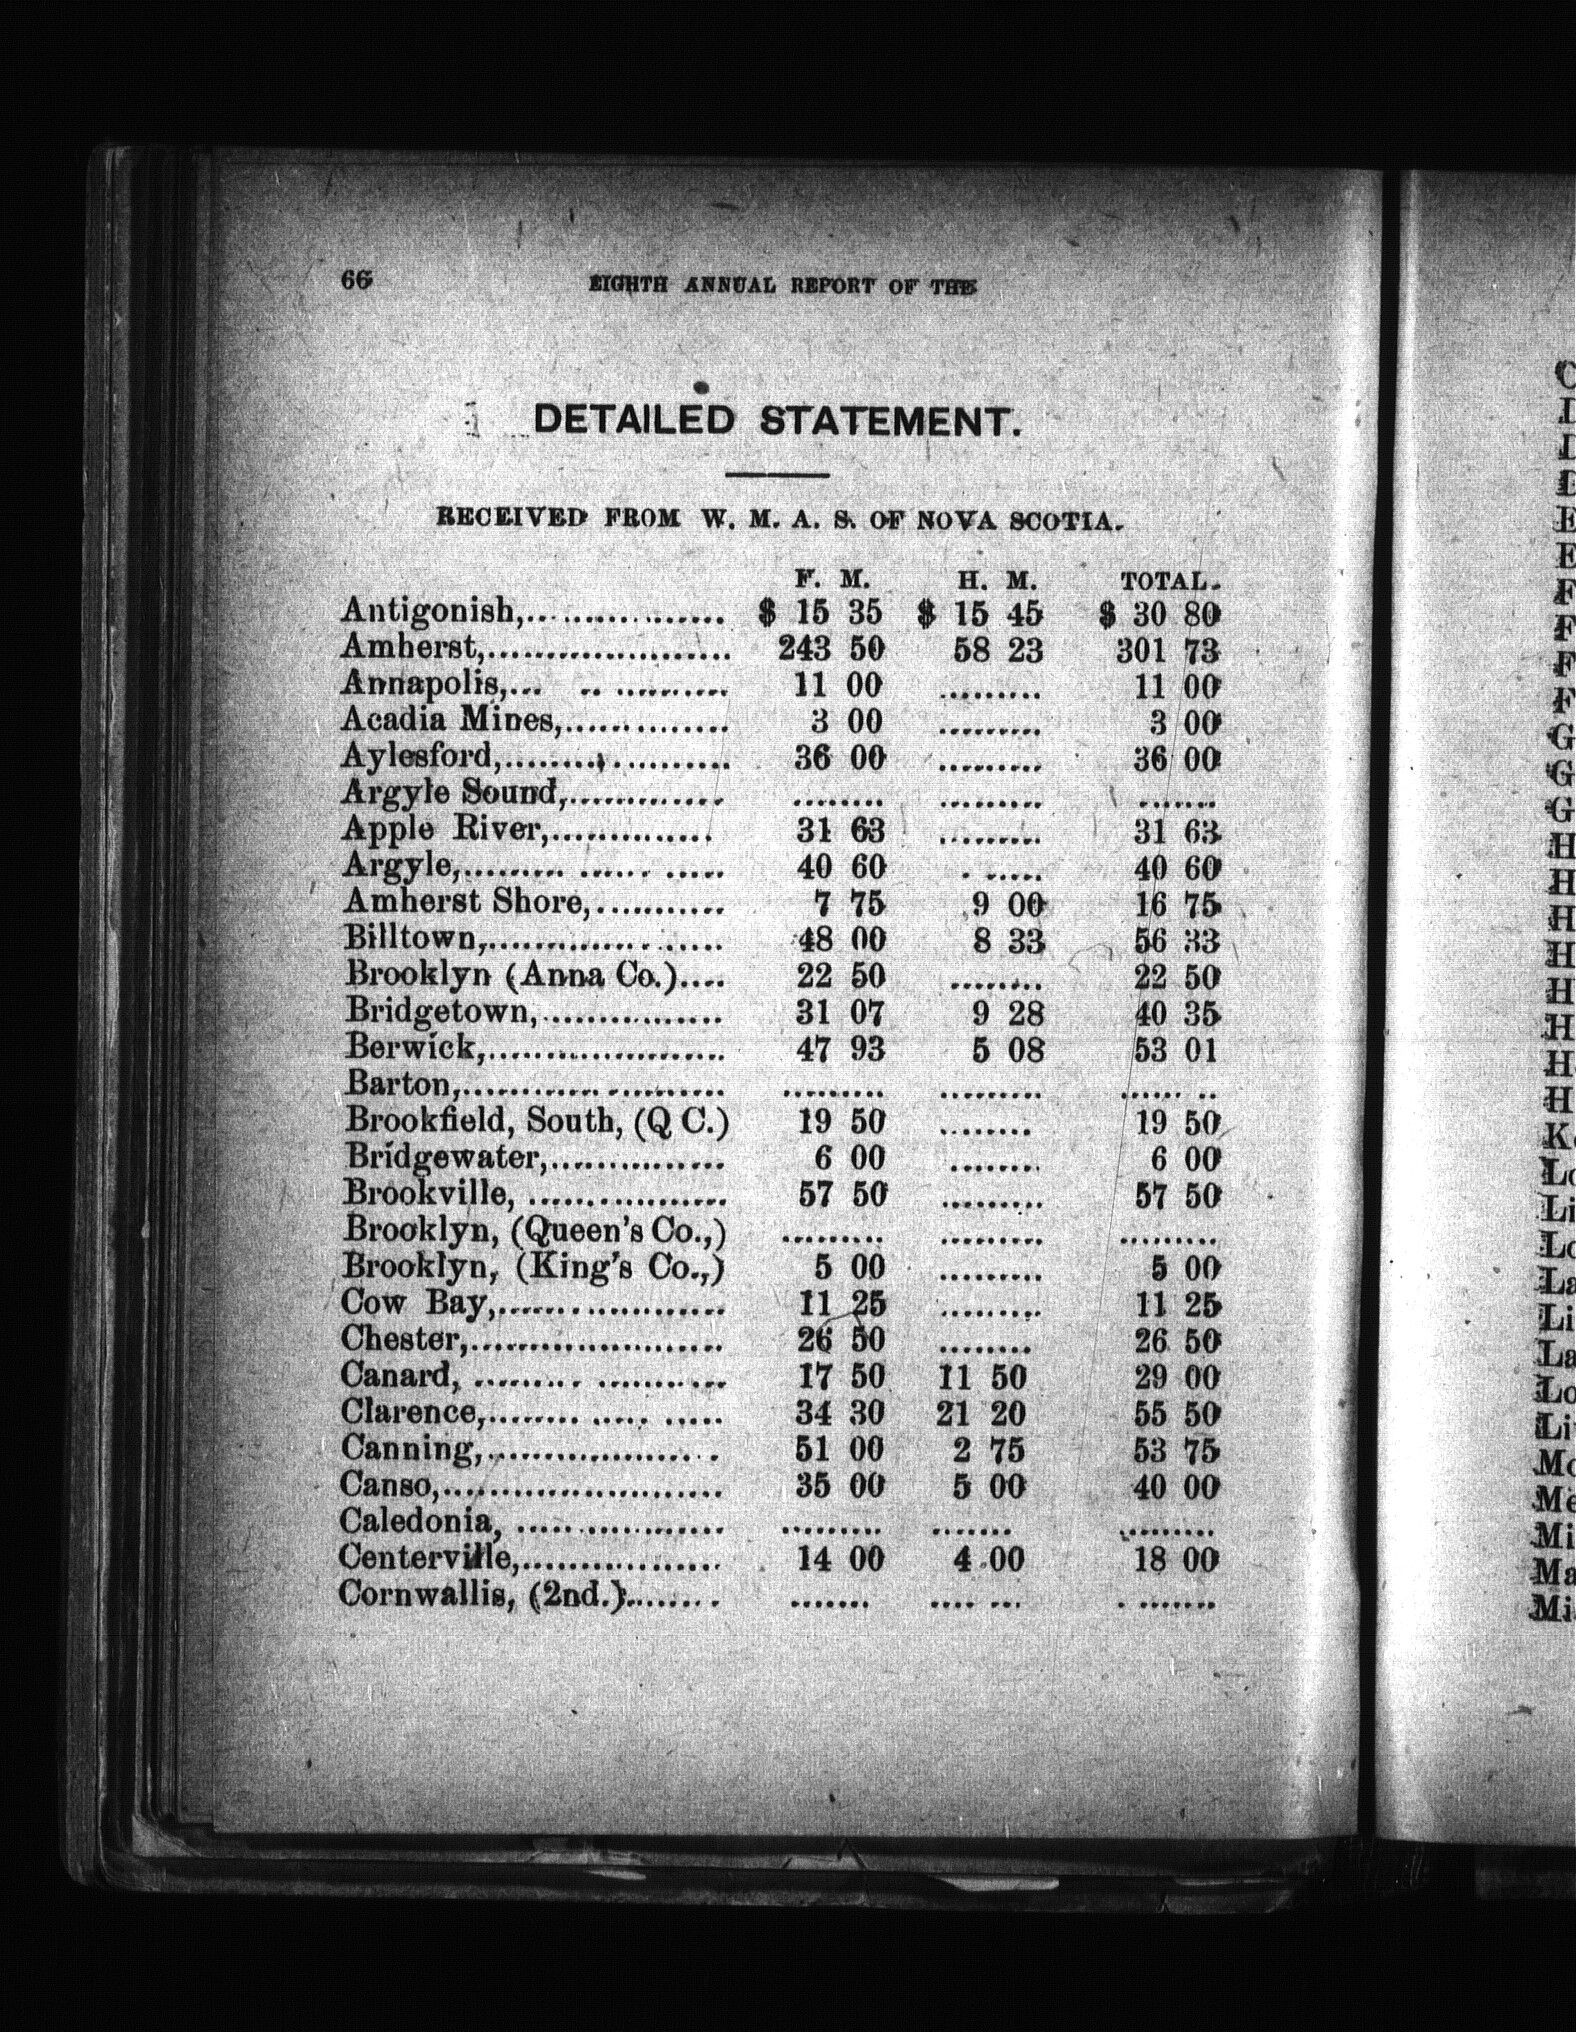 66 EIGHTH ANNUAL REPORT OF THE
DETAILED STATEMENT.
RECEIVED FROM W. M. A. S. OF NOVA SCOTIA.
F. M. H. M. TOTAL.
Antigonish,................. $ 15 35 $ 15 45 $ 30 80
Amherst,..................... 243 50 58 23 301 73
Annapolis,... .. .......... 11 00 ......... 11 00
Acadia Mines,.............. 3 00 ......... 3 00
Aylesford,................... 36 00 ......... 36 00
Argyle Sound,............. ........ ......... .......
Apple River,.............. 31 63 ......... 31 63
Argyle,......... ...... ..... 40 60 . ..... 40 60
Amherst Shore,........... 7 75 9 00 16 75
Billtown,.................... 48 00 8 33 56 33
Brooklyn (Anna Co.).... 22 50 ........ 22 50
Bridgetown,............... 31 07 9 28 40 35
Berwick,..................... 47 93 5 08 53 01
Barton,....................... ......... ......... ...... ..
Brookfield, South, (Q C.) 19 50 ........ 19 50
Bridgewater,............... 6 00 ........ 6 00
Brookville, ................. 57 50 ......... 57 50
Brooklyn, (Queen's Co.,) ......... ......... .........
Brooklyn, (King's Co.,) 5 00 ......... 5 00
Cow Bay,.................... 11 25 ......... 11 25
Chester,...................... 26 50 ........ 26 50
Canard, ......... ........... 17 50 11 50 29 00
Clarence,........ ..... ..... 34 30 21 20 55 50
Canning,.................... 51 00 2 75 53 75
Canso,........................ 35 00 5 00 40 00
Caledonia, .................. ......... ....... .........
Centerville,................. 14 00 4 00 18 00
Cornwallis, (2nd.)........ ....... .... ... . .......